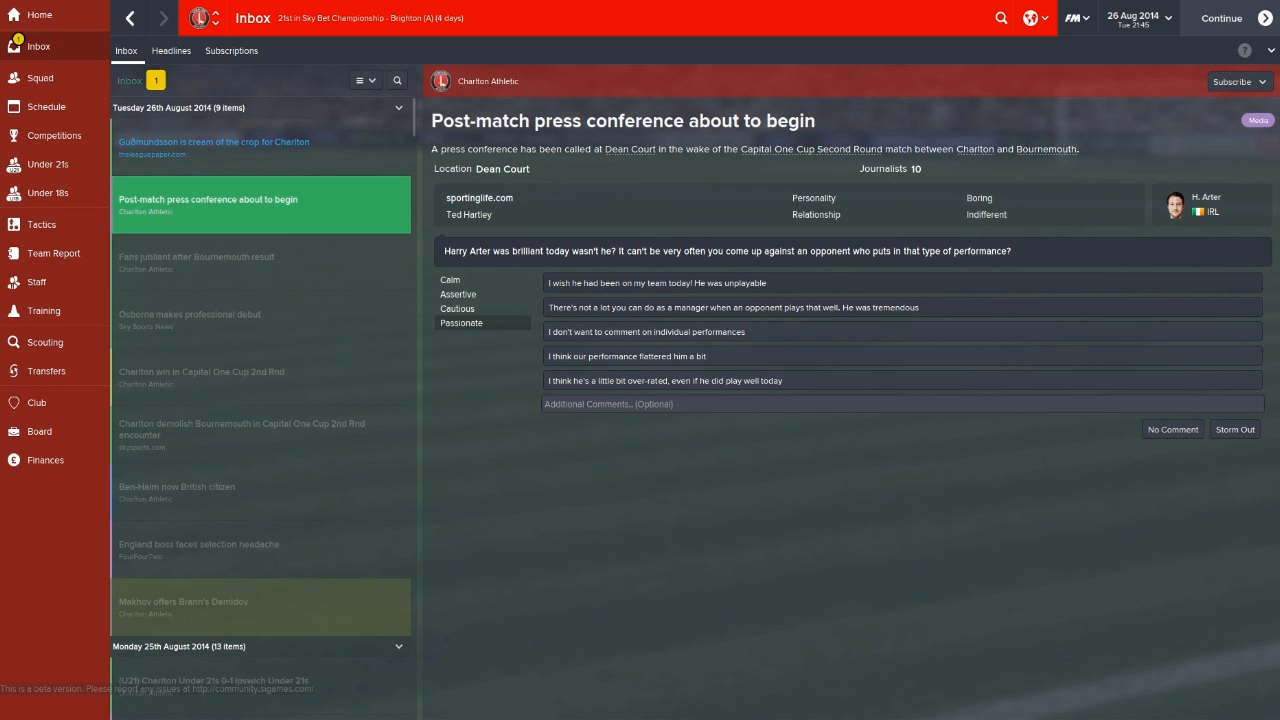 Home
Inbox
1
Squad
Schedule
Competitions
Under 21s
Under 18s
Tactics
Team Report
Staff
Training
Scouting
Transfers
Club
Board
Finances
Inbox 21st in Sky Bet Championship - Brighton (A) (4 days)
FM
26 Aug 2014
Tue 21:45
Continue
Inbox Headlines Subscriptions
?
Inbox 1
Tuesday 26th August 2014 (9 items)
Guðmundsson is cream of the crop for Charlton
theleaguepaper.com
Post-match press conference about to begin
Charlton Athletic
Fans jubilant after Bournemouth result
Charlton Athletic
Osborne makes professional debut
Sky Sports News
Charlton win in Capital One Cup 2nd Rnd
Charlton Athletic
Charlton demolish Bournemouth in Capital One Cup 2nd Rnd
encounter
skysports.com
Ben-Haim now British citizen
Charlton Athletic
England boss faces selection headache
FourFourTwo
Makhov offers Brann's Demidov
Charlton Athletic
Monday 25th August 2014 (13 items)
(U21) Charlton Under 21s 0-1 Ipswich Under 21s
Charlton Athletic
This is a beta version. Please report any issues at http://community.sigames.com/
Charlton Athletic
Subscribe
Post-match press conference about to begin
Media
A press conference has been called at Dean Court in the wake of the Capital One Cup Second Round match between Charlton and Bournemouth.
Location Dean Court Journalists 10
sportinglife.com Personality Boring
Ted Hartley Relationship Indifferent
H. Arter
IRL
Harry Arter was brilliant today wasn't he? It can't be very often you come up against an opponent who puts in that type of performance?
Calm
Assertive
Cautious
Passionate
I wish he had been on my team today! He was unplayable
There's not a lot you can do as a manager when an opponent plays that well. He was tremendous
I don't want to comment on individual performances
I think our performance flattered him a bit
I think he's a little bit over-rated, even if he did play well today
Additional Comments... (Optional)
No Comment Storm Out